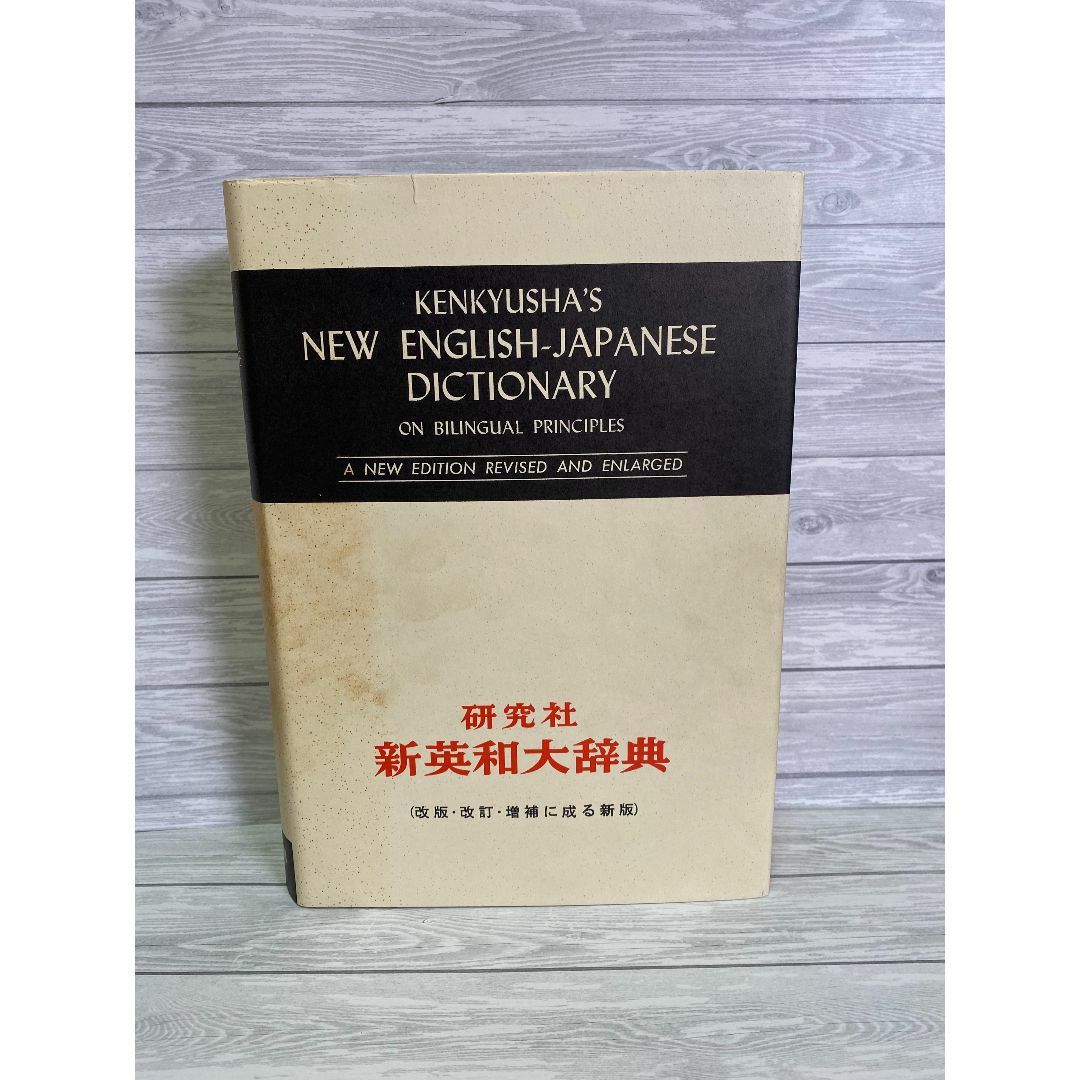 KENKYUSHA'S
NEW ENGLISH-JAPANESE
DICTIONARY
ON BILINGUAL PRINCIPLES
A NEW EDITION REVISED AND ENLARGED
研究社
新英和大辞典
(改版・改訂・増補に成る新版)